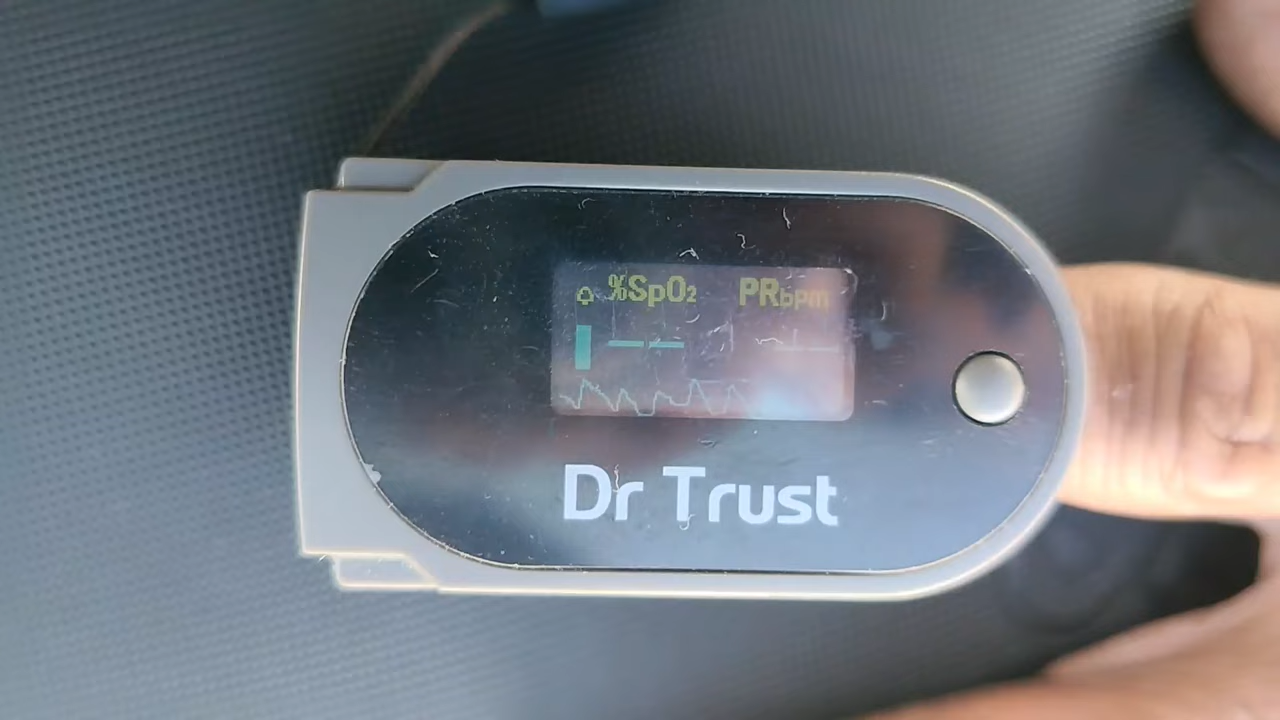 %SpO₂ PRbpm
-- --
Dr Trust